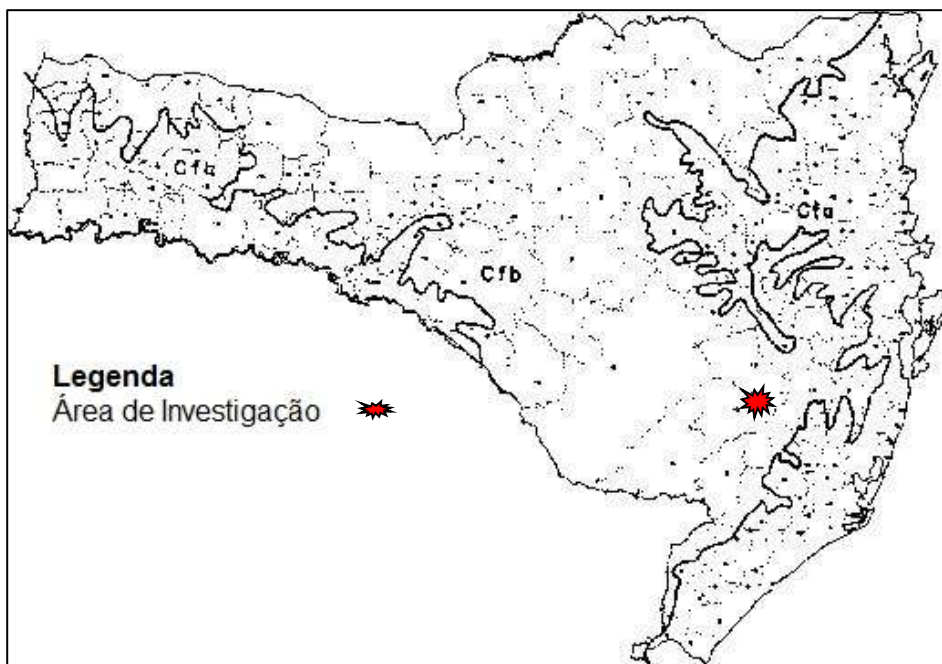 Cfa
Cfa
Cfb
Legenda
Área de Investigação